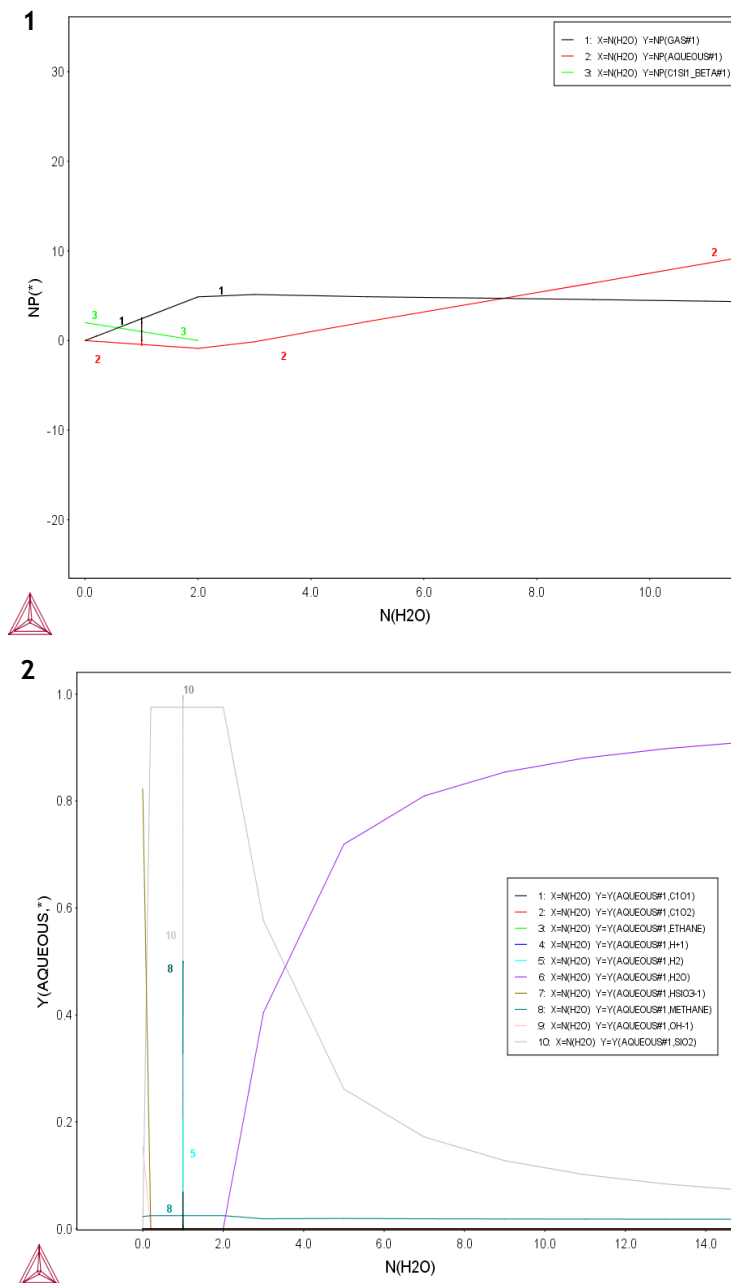 1
1: X=N(H2O) Y=NP(GAS#1)
2: X=N(H2O) Y=NP(AQUEOUS#1)
3: X=N(H2O) Y=NP(C1SI1_BETA#1)
30
20
10
0
-10
-20
NP(*)
3
1
2
3
1
2
2
0.0 2.0 4.0 6.0 8.0 10.0
N(H2O)
2
1.0
0.8
0.6
0.4
0.2
0.0
Y(AQUEOUS,*)
10
10
8
5
8
1: X=N(H2O) Y=Y(AQUEOUS#1,C1O1)
2: X=N(H2O) Y=Y(AQUEOUS#1,C1O2)
3: X=N(H2O) Y=Y(AQUEOUS#1,ETHANE)
4: X=N(H2O) Y=Y(AQUEOUS#1,H+1)
5: X=N(H2O) Y=Y(AQUEOUS#1,H2)
6: X=N(H2O) Y=Y(AQUEOUS#1,H2O)
7: X=N(H2O) Y=Y(AQUEOUS#1,HSIO3-1)
8: X=N(H2O) Y=Y(AQUEOUS#1,METHANE)
9: X=N(H2O) Y=Y(AQUEOUS#1,OH-1)
10: X=N(H2O) Y=Y(AQUEOUS#1,SIO2)
0.0 2.0 4.0 6.0 8.0 10.0 12.0 14.0
N(H2O)